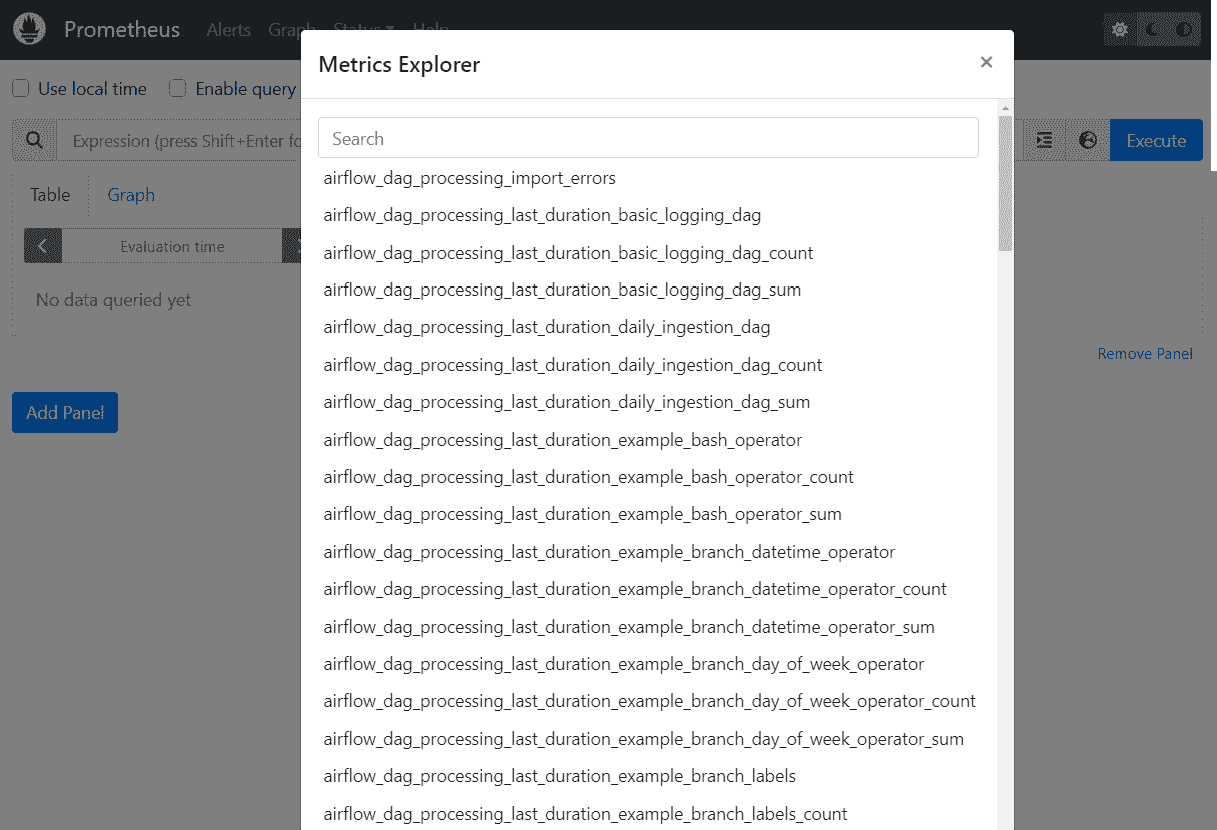 Prometheus Alerts Graph Status Help
Metrics Explorer
×
Use local time Enable query
Search
Expression (press Shift+Enter fo
Execute
Table Graph
Evaluation time
No data queried yet
Remove Panel
Add Panel
airflow_dag_processing_import_errors
airflow_dag_processing_last_duration_basic_logging_dag
airflow_dag_processing_last_duration_basic_logging_dag_count
airflow_dag_processing_last_duration_basic_logging_dag_sum
airflow_dag_processing_last_duration_daily_ingestion_dag
airflow_dag_processing_last_duration_daily_ingestion_dag_count
airflow_dag_processing_last_duration_daily_ingestion_dag_sum
airflow_dag_processing_last_duration_example_bash_operator
airflow_dag_processing_last_duration_example_bash_operator_count
airflow_dag_processing_last_duration_example_bash_operator_sum
airflow_dag_processing_last_duration_example_branch_datetime_operator
airflow_dag_processing_last_duration_example_branch_datetime_operator_count
airflow_dag_processing_last_duration_example_branch_datetime_operator_sum
airflow_dag_processing_last_duration_example_branch_day_of_week_operator
airflow_dag_processing_last_duration_example_branch_day_of_week_operator_count
airflow_dag_processing_last_duration_example_branch_day_of_week_operator_sum
airflow_dag_processing_last_duration_example_branch_labels
airflow_dag_processing_last_duration_example_branch_labels_count